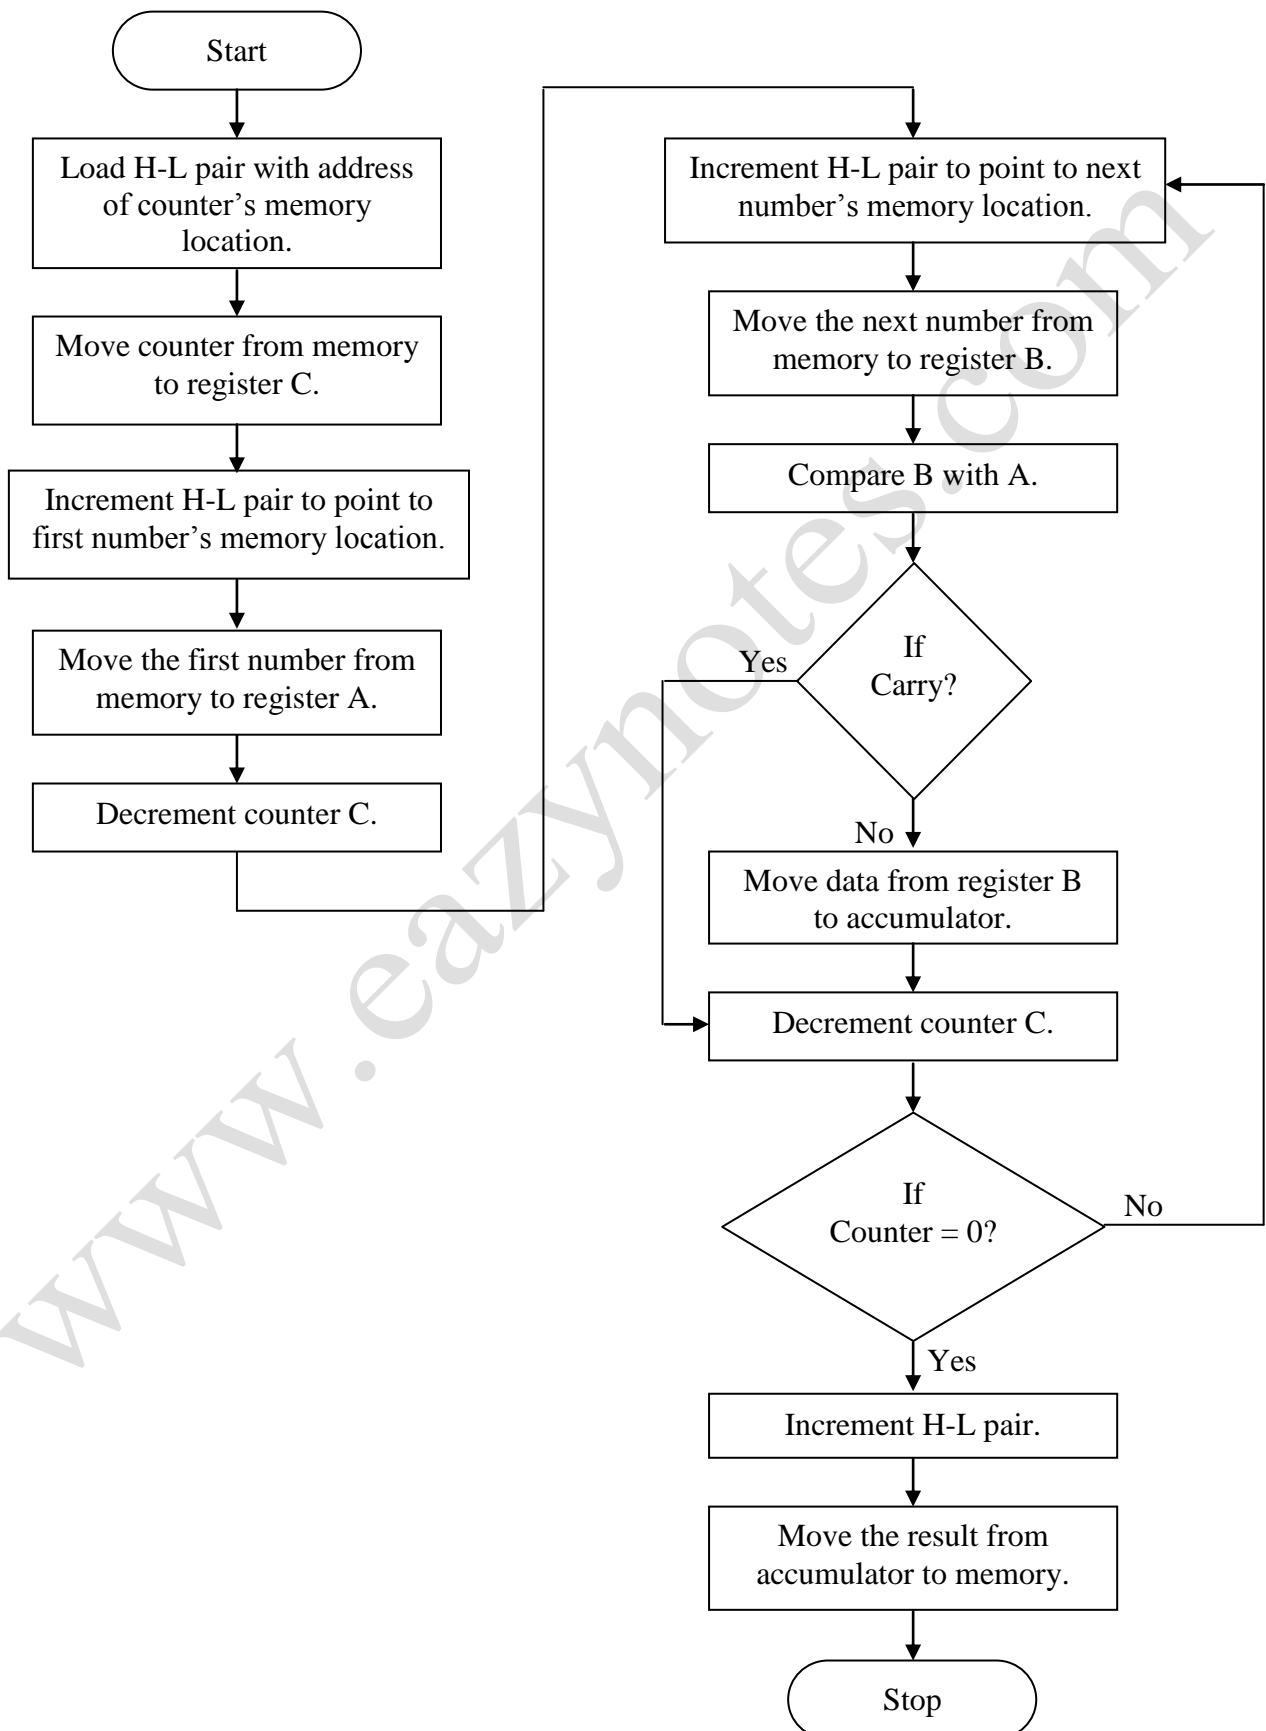 Start
Load H-L pair with address
of counter’s memory
location.
Move counter from memory
to register C.
Increment H-L pair to point to
first number’s memory location.
Move the first number from
memory to register A.
Decrement counter C.
Increment H-L pair to point to next
number’s memory location.
Move the next number from
memory to register B.
Compare B with A.
If
Carry?
Yes
No
Move data from register B
to accumulator.
Decrement counter C.
If
Counter = 0?
No
Yes
Increment H-L pair.
Move the result from
accumulator to memory.
Stop
www.eazynotes.com